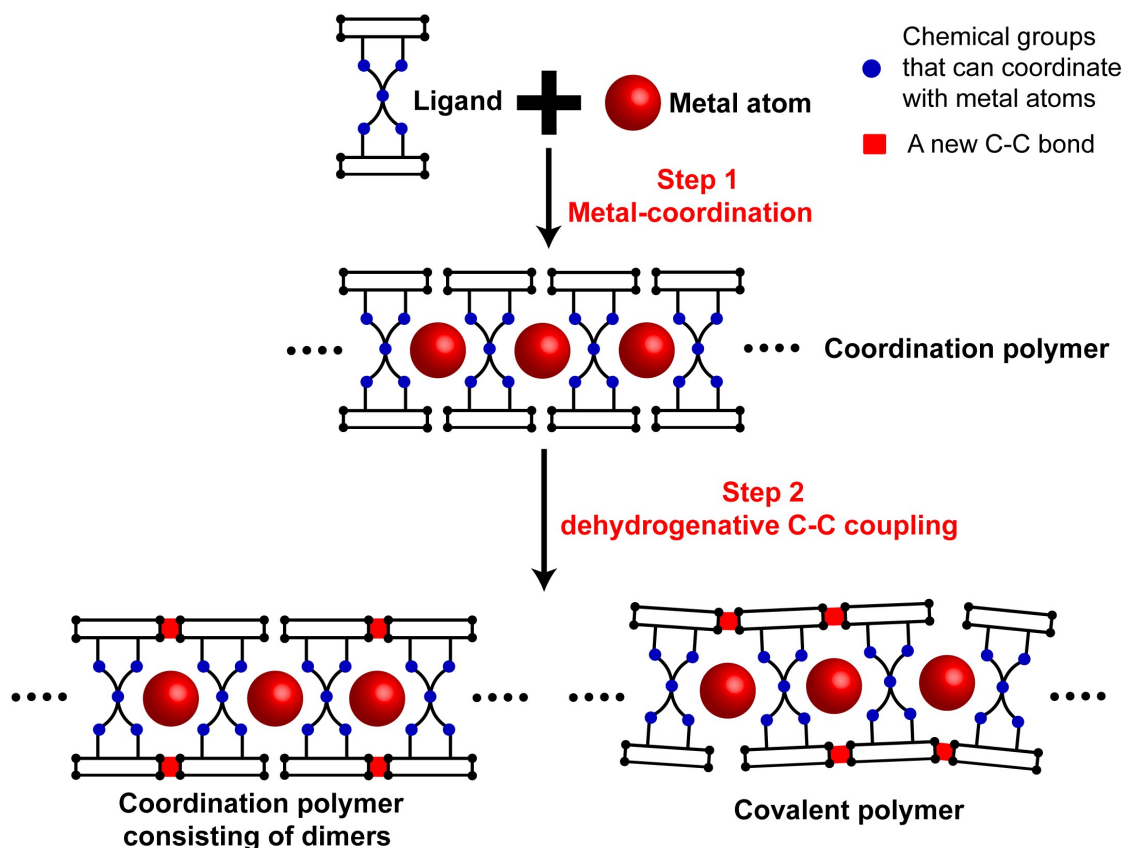 Ligand
Metal atom
Chemical groups
that can coordinate
with metal atoms
A new C-C bond
Step 1
Metal-coordination
Coordination polymer
Step 2
dehydrogenative C-C coupling
Coordination polymer
consisting of dimers
Covalent polymer